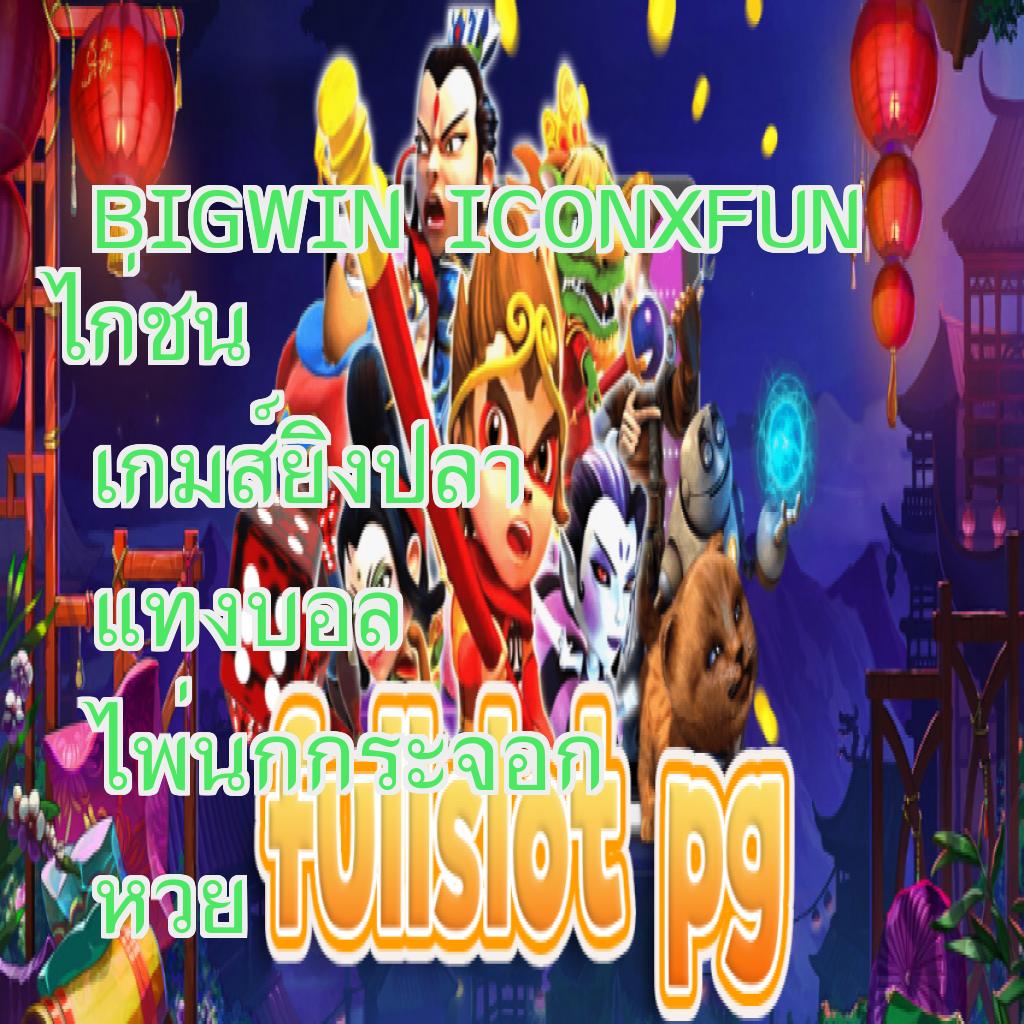 BIGWIN ICONXFUN
ไก่ชน
เกมส์ยิงปลา
แทงบอล
ไพ่นกกระจอก
fullslot pg
หวย